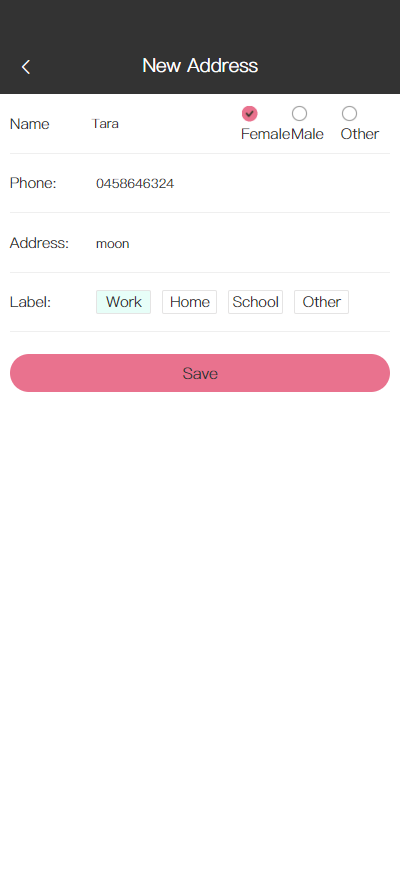 New Address
Name Tara Female Male Other
Phone: 0458646324
Address: moon
Label: Work Home School Other
Save